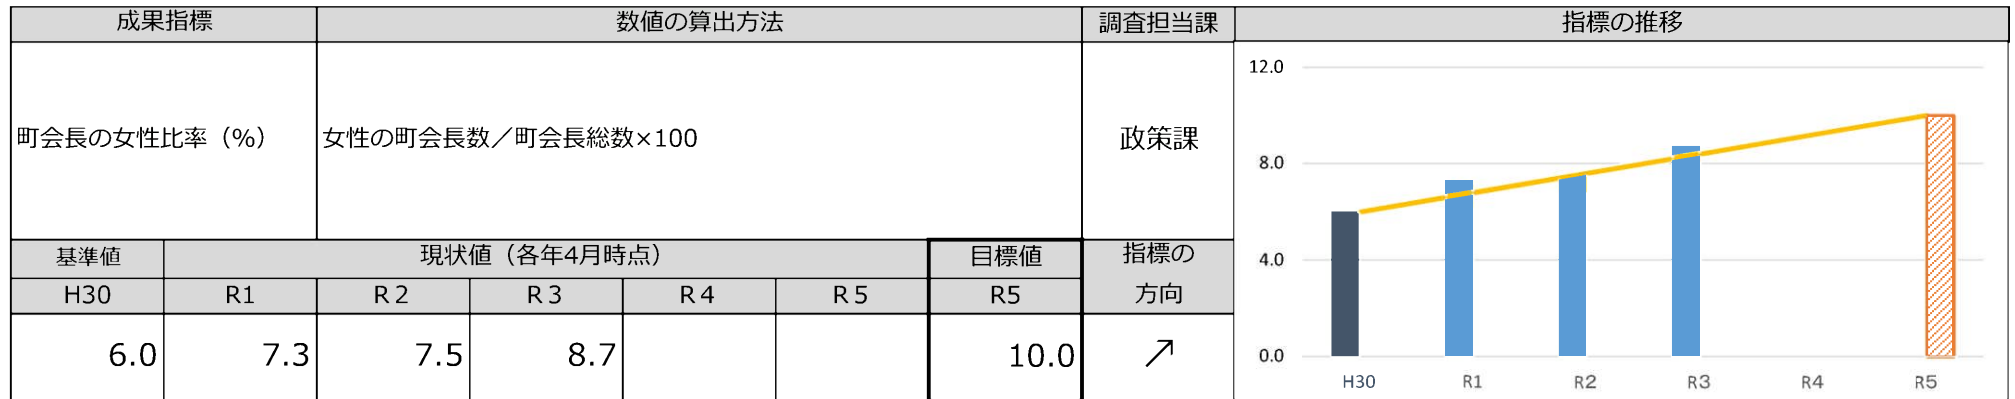 成果指標 数値の算出方法 調査担当課 指標の推移
町会長の女性比率（%） 女性の町会長数／町会長総数×100 政策課
基準値 現状値（各年4月時点） 目標値 指標の
方向
H30 R1 R２ R３ R４ R５ R5
6.0 7.3 7.5 8.7 10.0 ↗
12.0
8.0
4.0
0.0
H30 R1 R2 R3 R4 R5